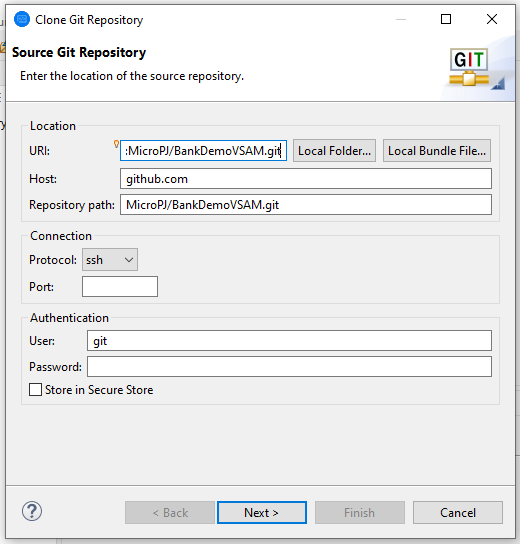 Clone Git Repository
Source Git Repository
Enter the location of the source repository.
GIT
Location
URI: :MicroPJ/BankDemoVSAM.git Local Folder... Local Bundle File...
Host: github.com
Repository path: MicroPJ/BankDemoVSAM.git
Connection
Protocol: ssh
Port:
Authentication
User: git
Password:
Store in Secure Store
? < Back Next > Finish Cancel